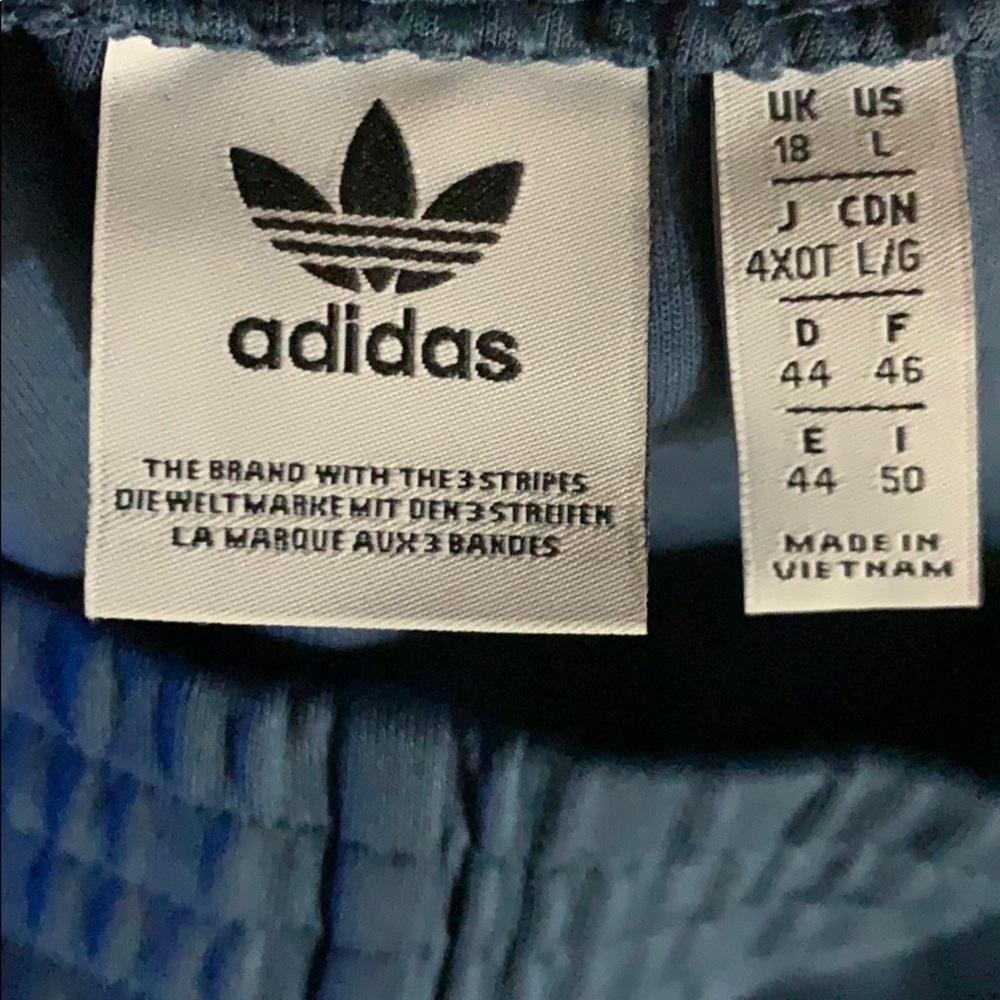 adidas
THE BRAND WITH THE 3 STRIPES
DIE WELTMARKE MIT DEN 3 STREIFEN
LA MARQUE AUX 3 BANDES
UK US
18 L
J CDN
4XOT L/G
D F
44 46
E I
44 50
MADE IN
VIETNAM